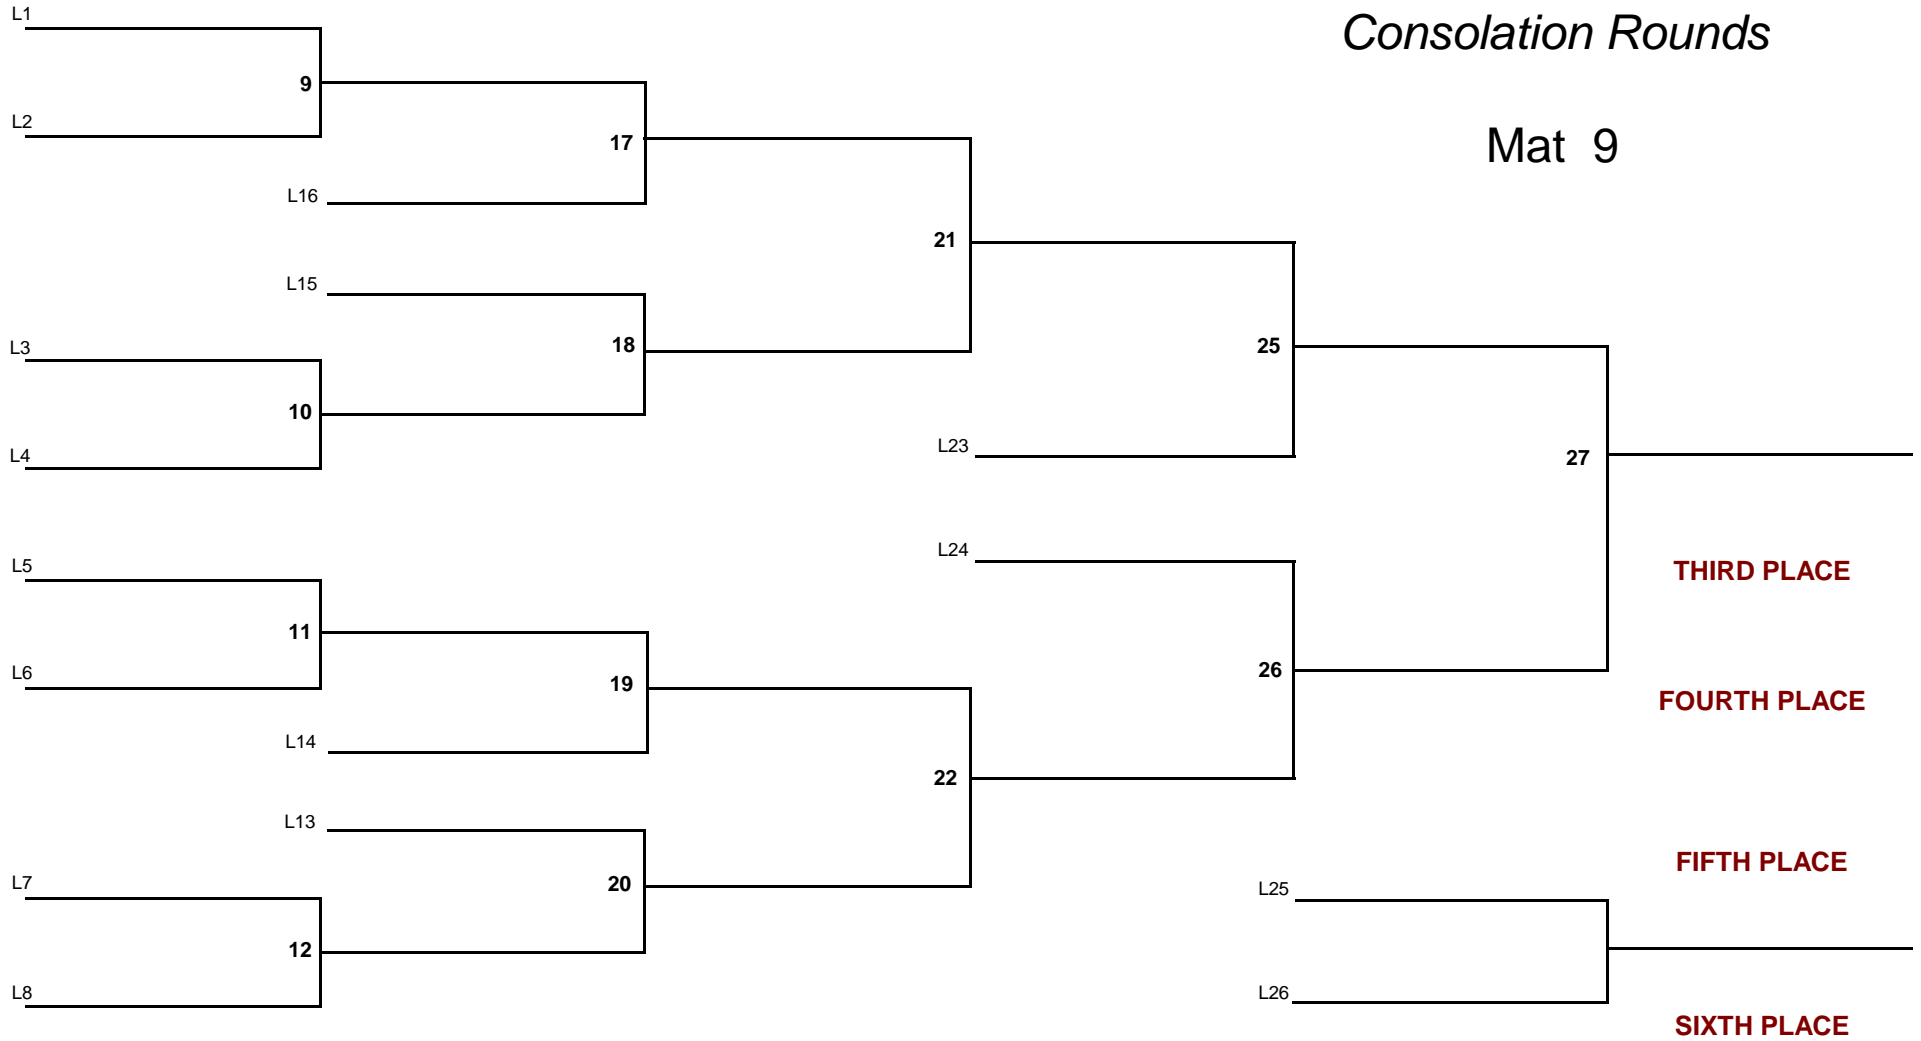 L1
Consolation Rounds
9
L2
17
Mat 9
L16
21
L15
L3
18
25
10
L4
L23
27
L5
L24
THIRD PLACE
11
L6
19
26
FOURTH PLACE
L14
22
L13
FIFTH PLACE
L7
20
L25
12
L8
L26
SIXTH PLACE